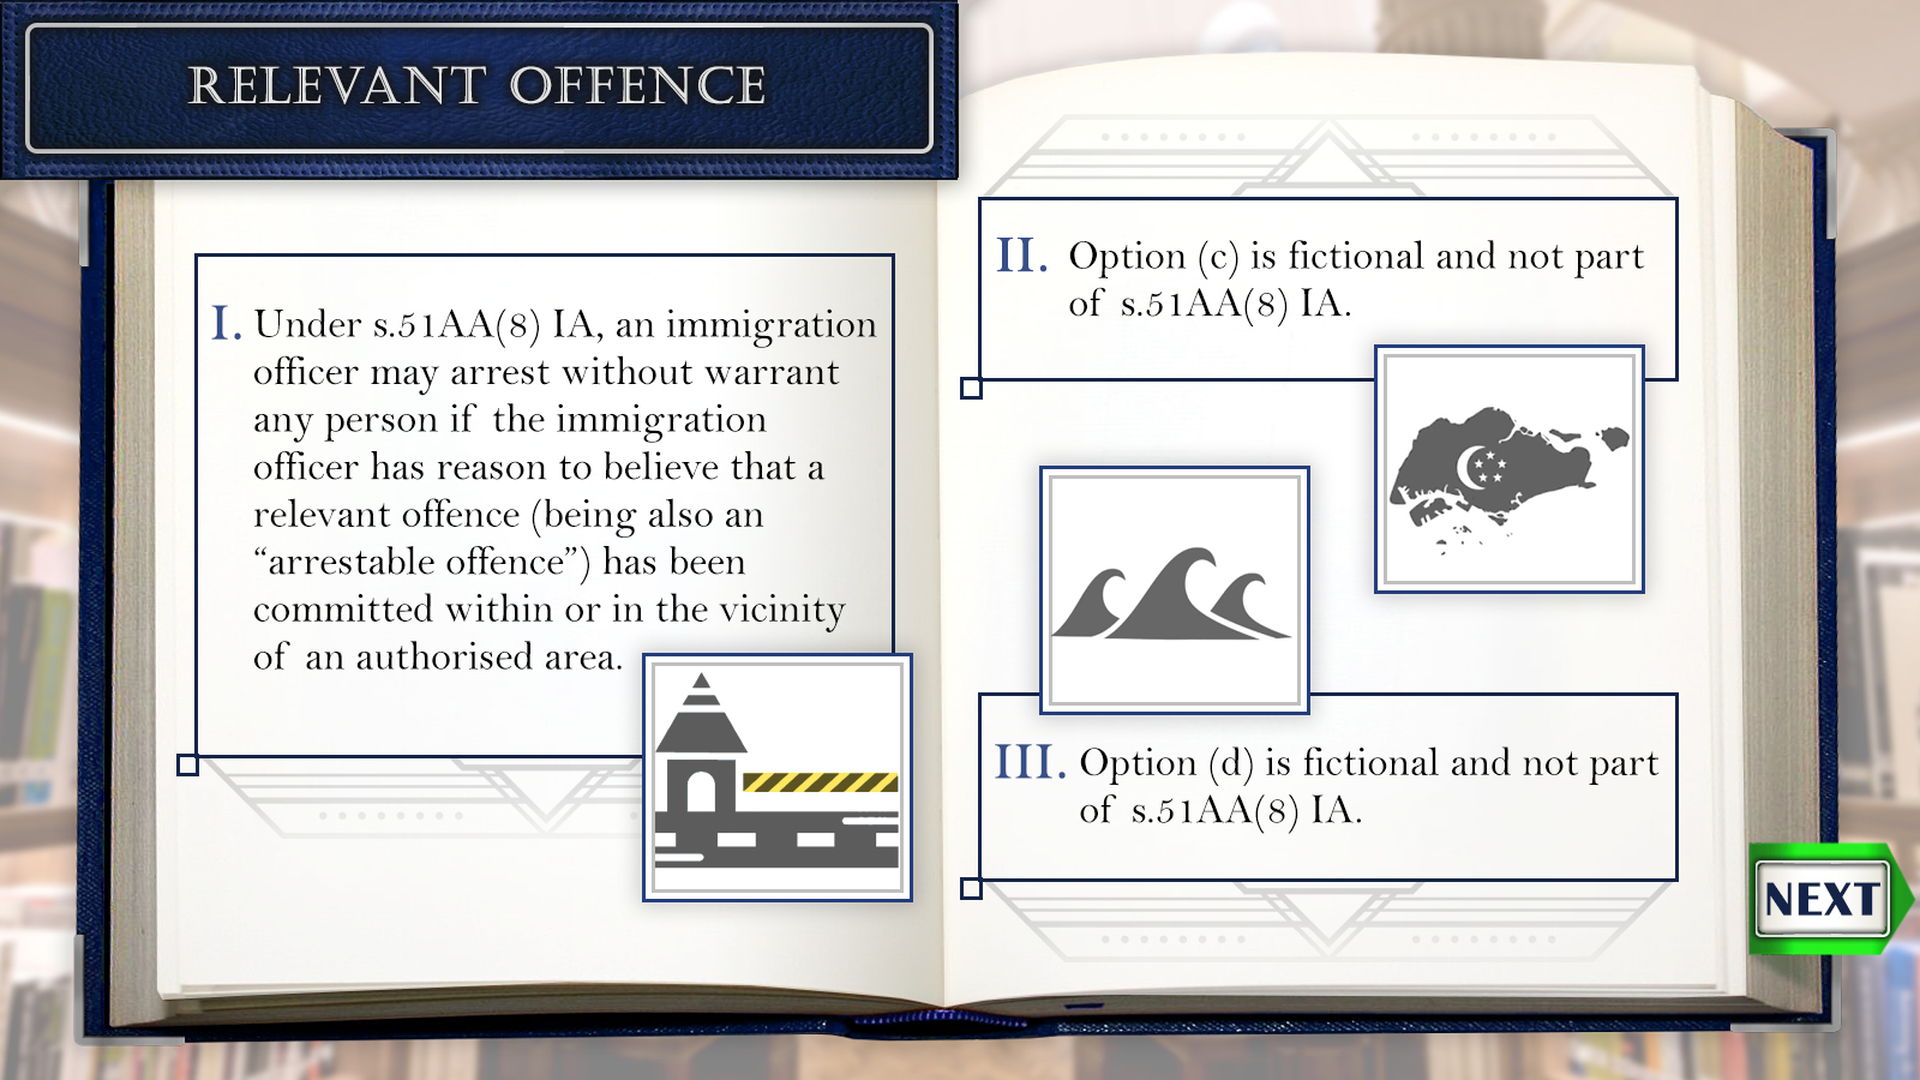 RELEVANT OFFENCE
I. Under s.51AA(8) IA, an immigration
officer may arrest without warrant
any person if the immigration
officer has reason to believe that a
relevant offence (being also an
“arrestable offence”) has been
committed within or in the vicinity
of an authorised area.
II. Option (c) is fictional and not part
of s.51AA(8) IA.
III. Option (d) is fictional and not part
of s.51AA(8) IA.
NEXT